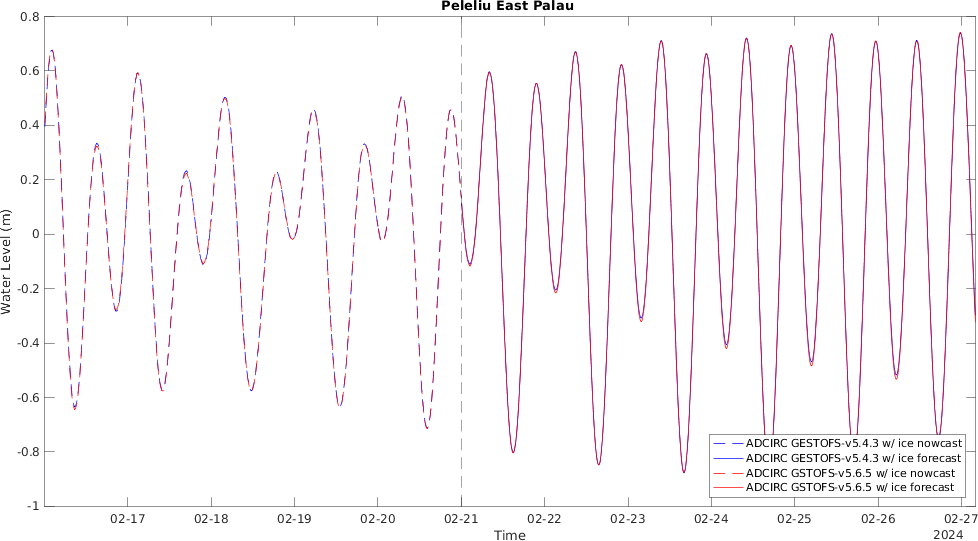 Peleliu East Palau
0.8
0.6
0.4
0.2
0
-0.2
-0.4
-0.6
-0.8
-1
Water Level (m)
ADCIRC GESTOFS-v5.4.3 w/ ice nowcast
ADCIRC GESTOFS-v5.4.3 w/ ice forecast
ADCIRC GSTOFS-v5.6.5 w/ ice nowcast
ADCIRC GSTOFS-v5.6.5 w/ ice forecast
02-17 02-18 02-19 02-20 02-21 02-22 02-23 02-24 02-25 02-26 02-27
Time
2024